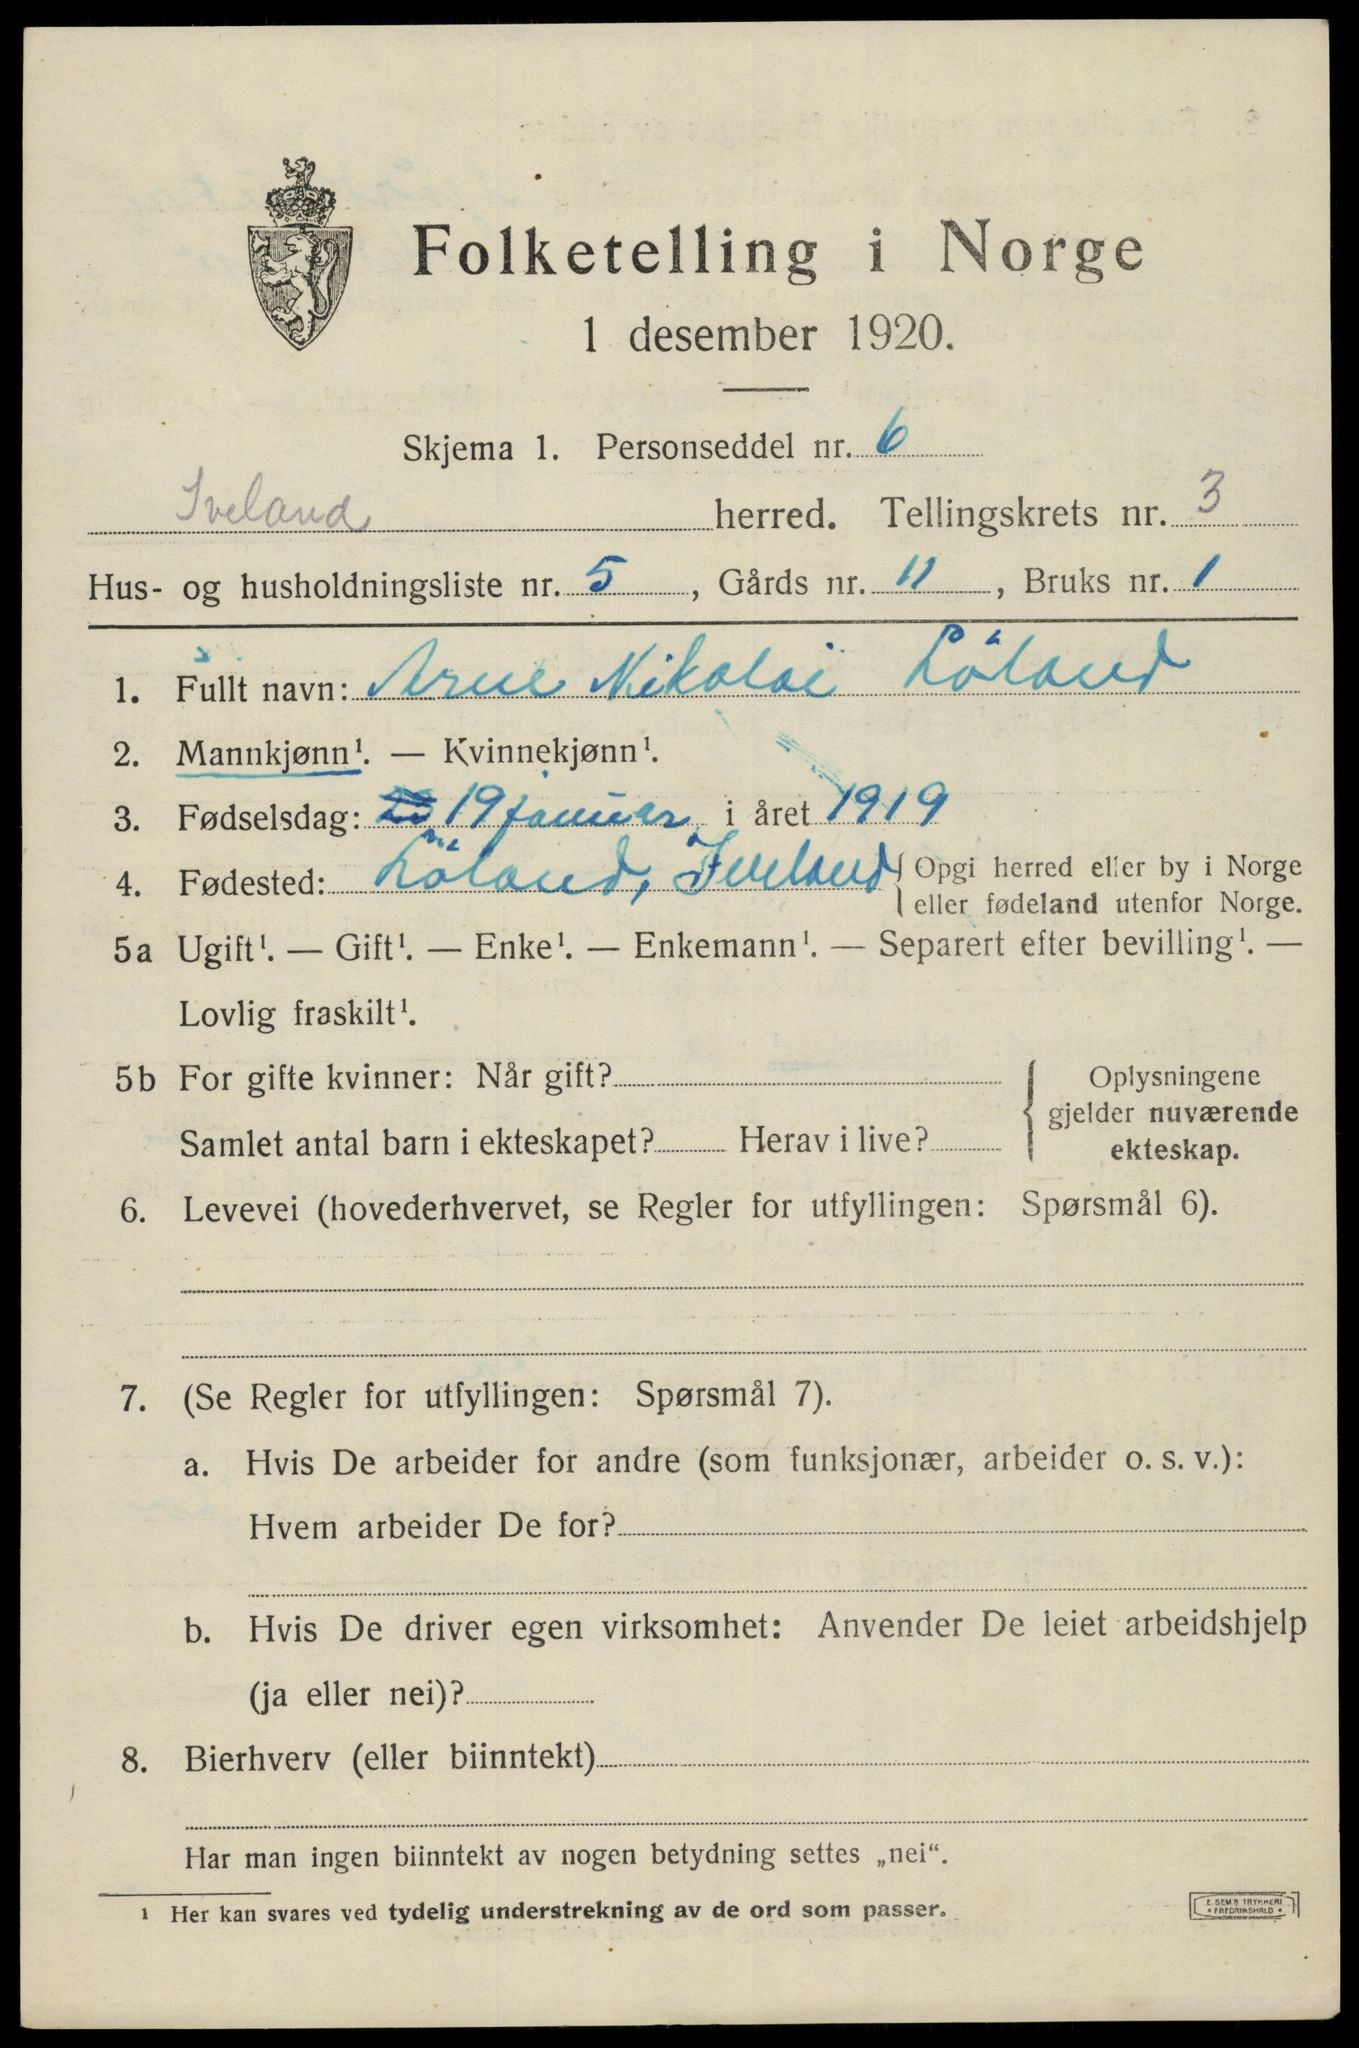 Folketelling i Norge
1 desember 1920.
Skjema 1. Personseddel nr. 6
Iveland herred. Tellingskrets nr. 3
Hus- og husholdningsliste nr. 5, Gårds nr. 11, Bruks nr. 1
1. Fullt navn: Arne Nikolai Löland
2. Mannkjønn¹. — Kvinnekjønn¹.
3. Fødselsdag: 19 januar i året 1919
4. Fødested: Löland, Iveland { Opgi herred eller by i Norge
eller fødeland utenfor Norge.
5a Ugift¹. — Gift¹. — Enke¹. — Enkemann¹. — Separert efter bevilling¹. —
Lovlig fraskilt¹.
5b For gifte kvinner: Når gift? { Oplysningene
gjelder nuværende
Samlet antal barn i ekteskapet? Herav i live? ekteskap.
6. Levevei (hovederhvervet, se Regler for utfyllingen: Spørsmål 6).
7. (Se Regler for utfyllingen: Spørsmål 7).
a. Hvis De arbeider for andre (som funksjonær, arbeider o. s. v.):
Hvem arbeider De for?
b. Hvis De driver egen virksomhet: Anvender De leiet arbeidshjelp
(ja eller nei)?
8. Bierhverv (eller biinntekt)
Har man ingen biinntekt av nogen betydning settes „nei“.
¹ Her kan svares ved tydelig understrekning av de ord som passer.
E. SEM'S TRYKKERI
* FREDRIKSHALD *